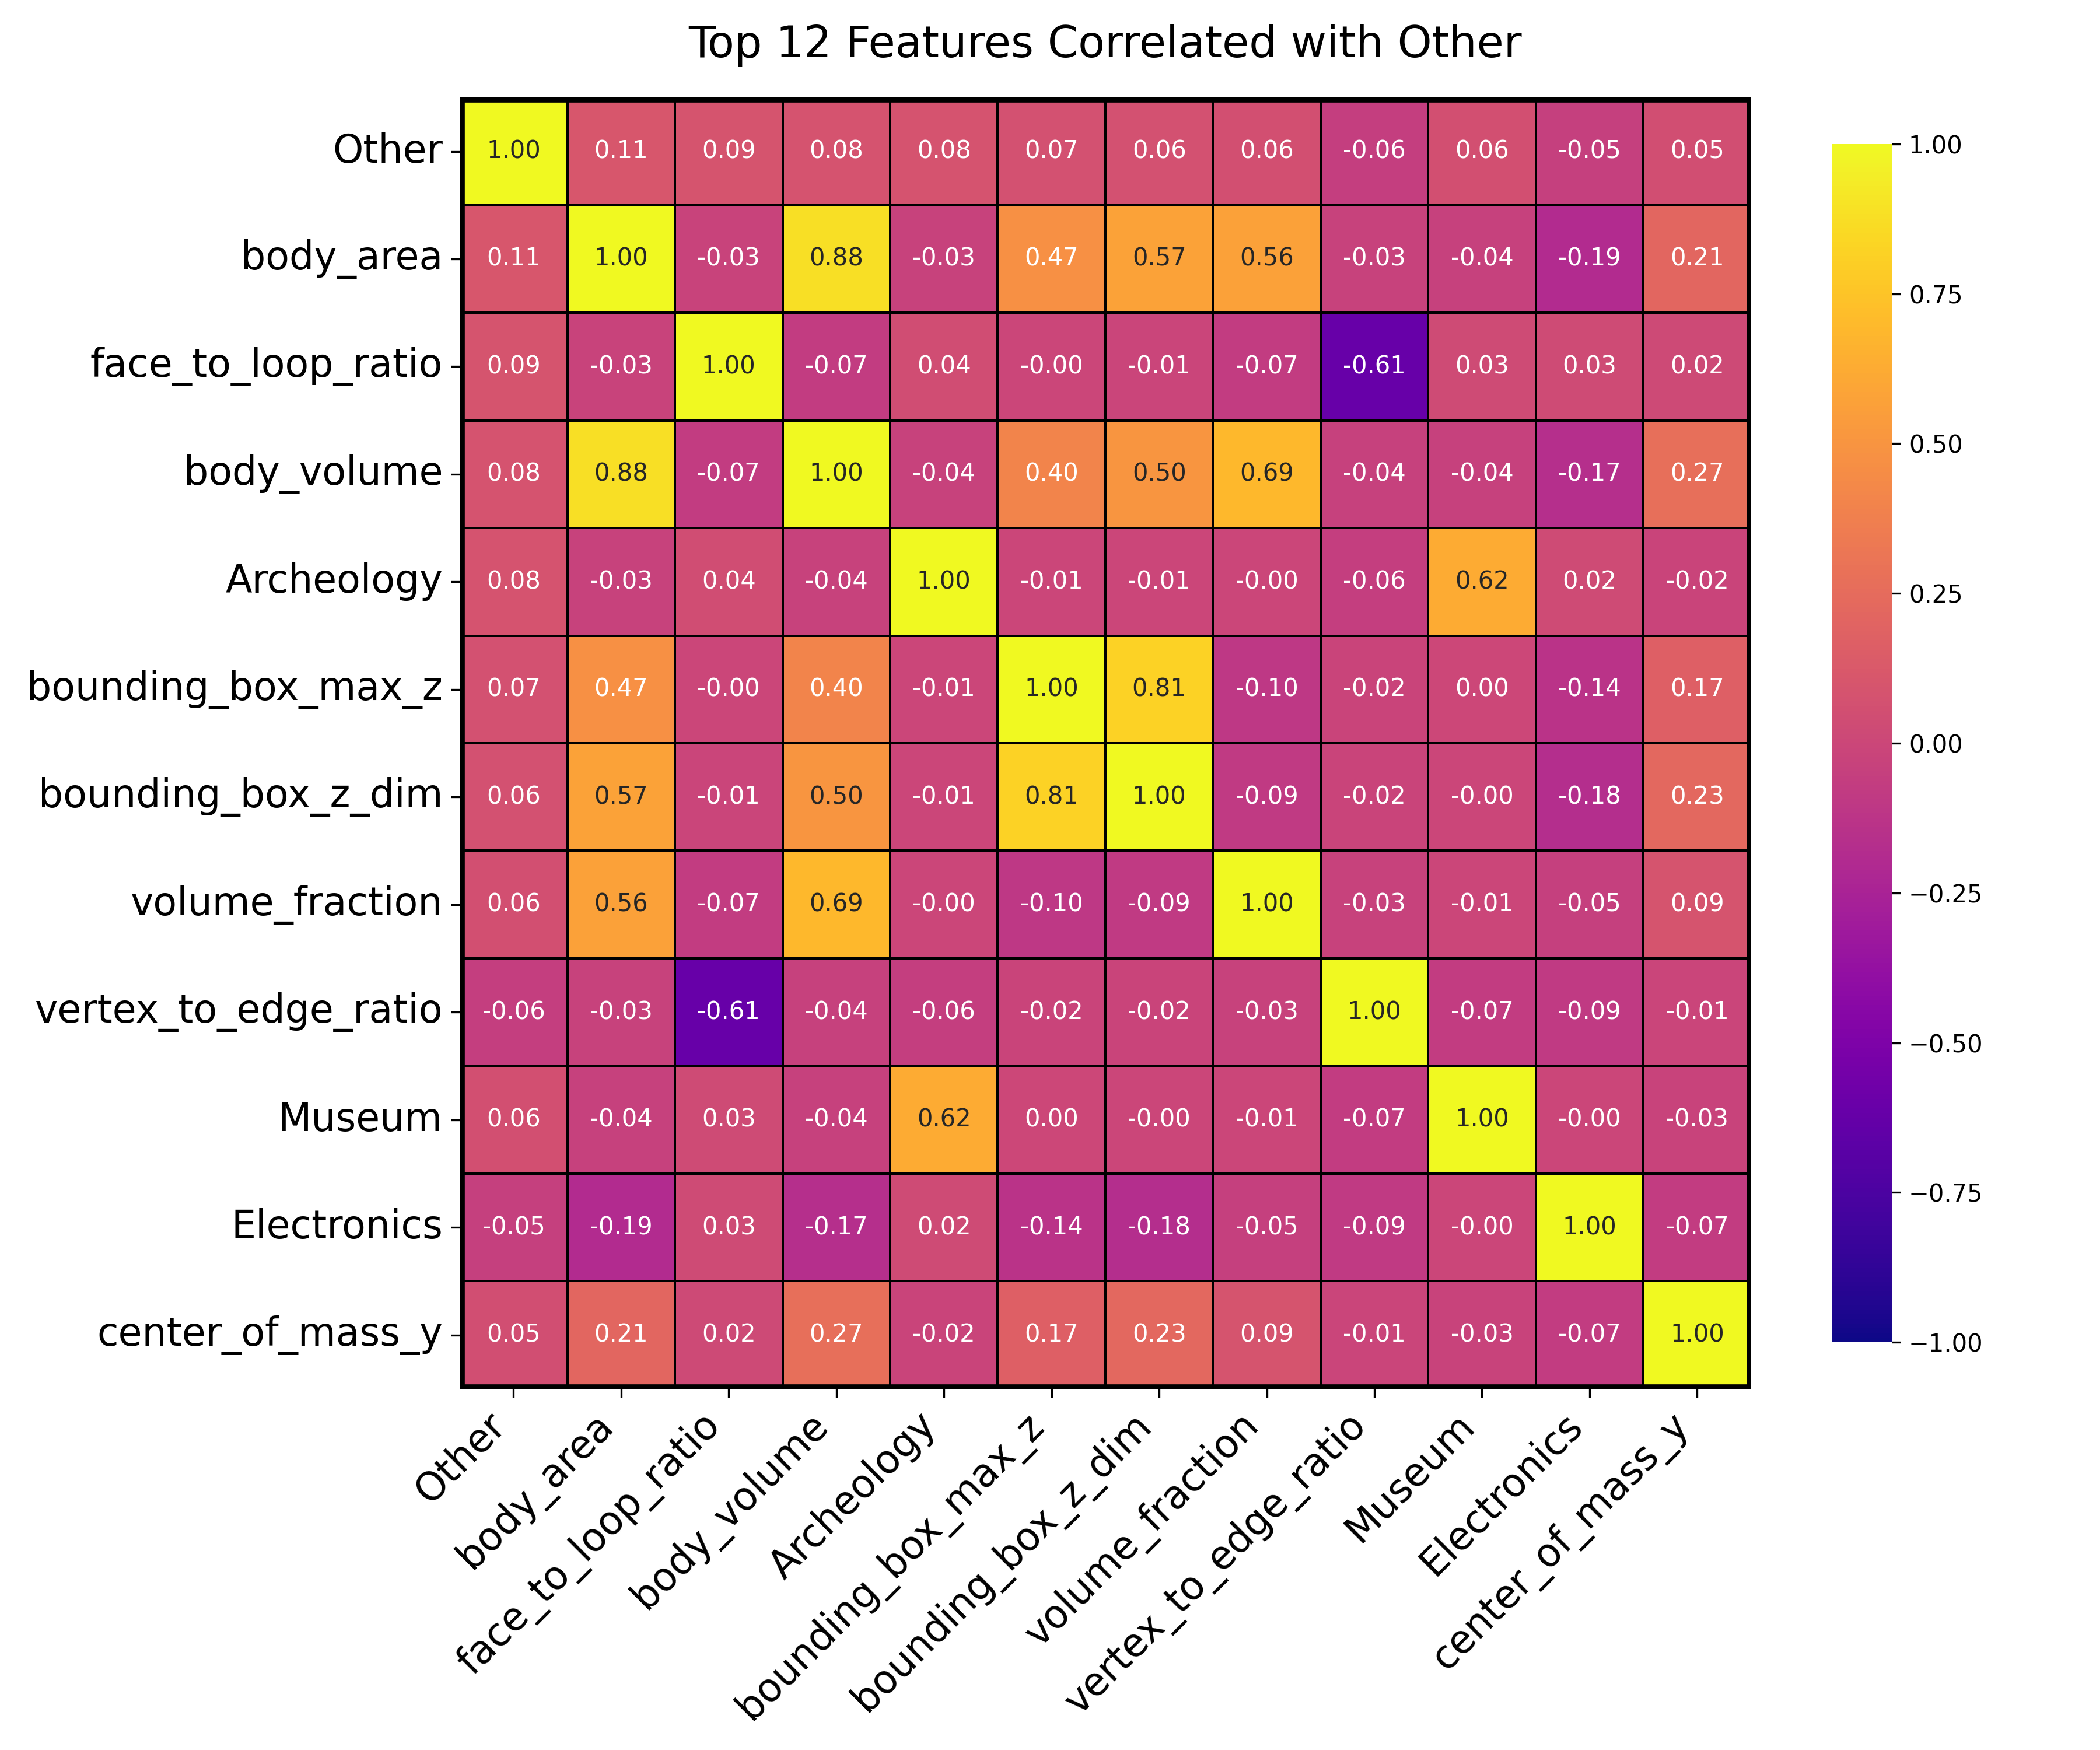 Top 12 Features Correlated with Other
Other 1.00 0.11 0.09 0.08 0.08 0.07 0.06 0.06 -0.06 0.06 -0.05 0.05
body_area 0.11 1.00 -0.03 0.88 -0.03 0.47 0.57 0.56 -0.03 -0.04 -0.19 0.21
face_to_loop_ratio 0.09 -0.03 1.00 -0.07 0.04 -0.00 -0.01 -0.07 -0.61 0.03 0.03 0.02
body_volume 0.08 0.88 -0.07 1.00 -0.04 0.40 0.50 0.69 -0.04 -0.04 -0.17 0.27
Archeology 0.08 -0.03 0.04 -0.04 1.00 -0.01 -0.01 -0.00 -0.06 0.62 0.02 -0.02
bounding_box_max_z 0.07 0.47 -0.00 0.40 -0.01 1.00 0.81 -0.10 -0.02 0.00 -0.14 0.17
bounding_box_z_dim 0.06 0.57 -0.01 0.50 -0.01 0.81 1.00 -0.09 -0.02 -0.00 -0.18 0.23
volume_fraction 0.06 0.56 -0.07 0.69 -0.00 -0.10 -0.09 1.00 -0.03 -0.01 -0.05 0.09
vertex_to_edge_ratio -0.06 -0.03 -0.61 -0.04 -0.06 -0.02 -0.02 -0.03 1.00 -0.07 -0.09 -0.01
Museum 0.06 -0.04 0.03 -0.04 0.62 0.00 -0.00 -0.01 -0.07 1.00 -0.00 -0.03
Electronics -0.05 -0.19 0.03 -0.17 0.02 -0.14 -0.18 -0.05 -0.09 -0.00 1.00 -0.07
center_of_mass_y 0.05 0.21 0.02 0.27 -0.02 0.17 0.23 0.09 -0.01 -0.03 -0.07 1.00
Other
body_area
face_to_loop_ratio
body_volume
Archeology
bounding_box_max_z
bounding_box_z_dim
volume_fraction
vertex_to_edge_ratio
Museum
Electronics
center_of_mass_y
1.00
0.75
0.50
0.25
0.00
−0.25
−0.50
−0.75
−1.00